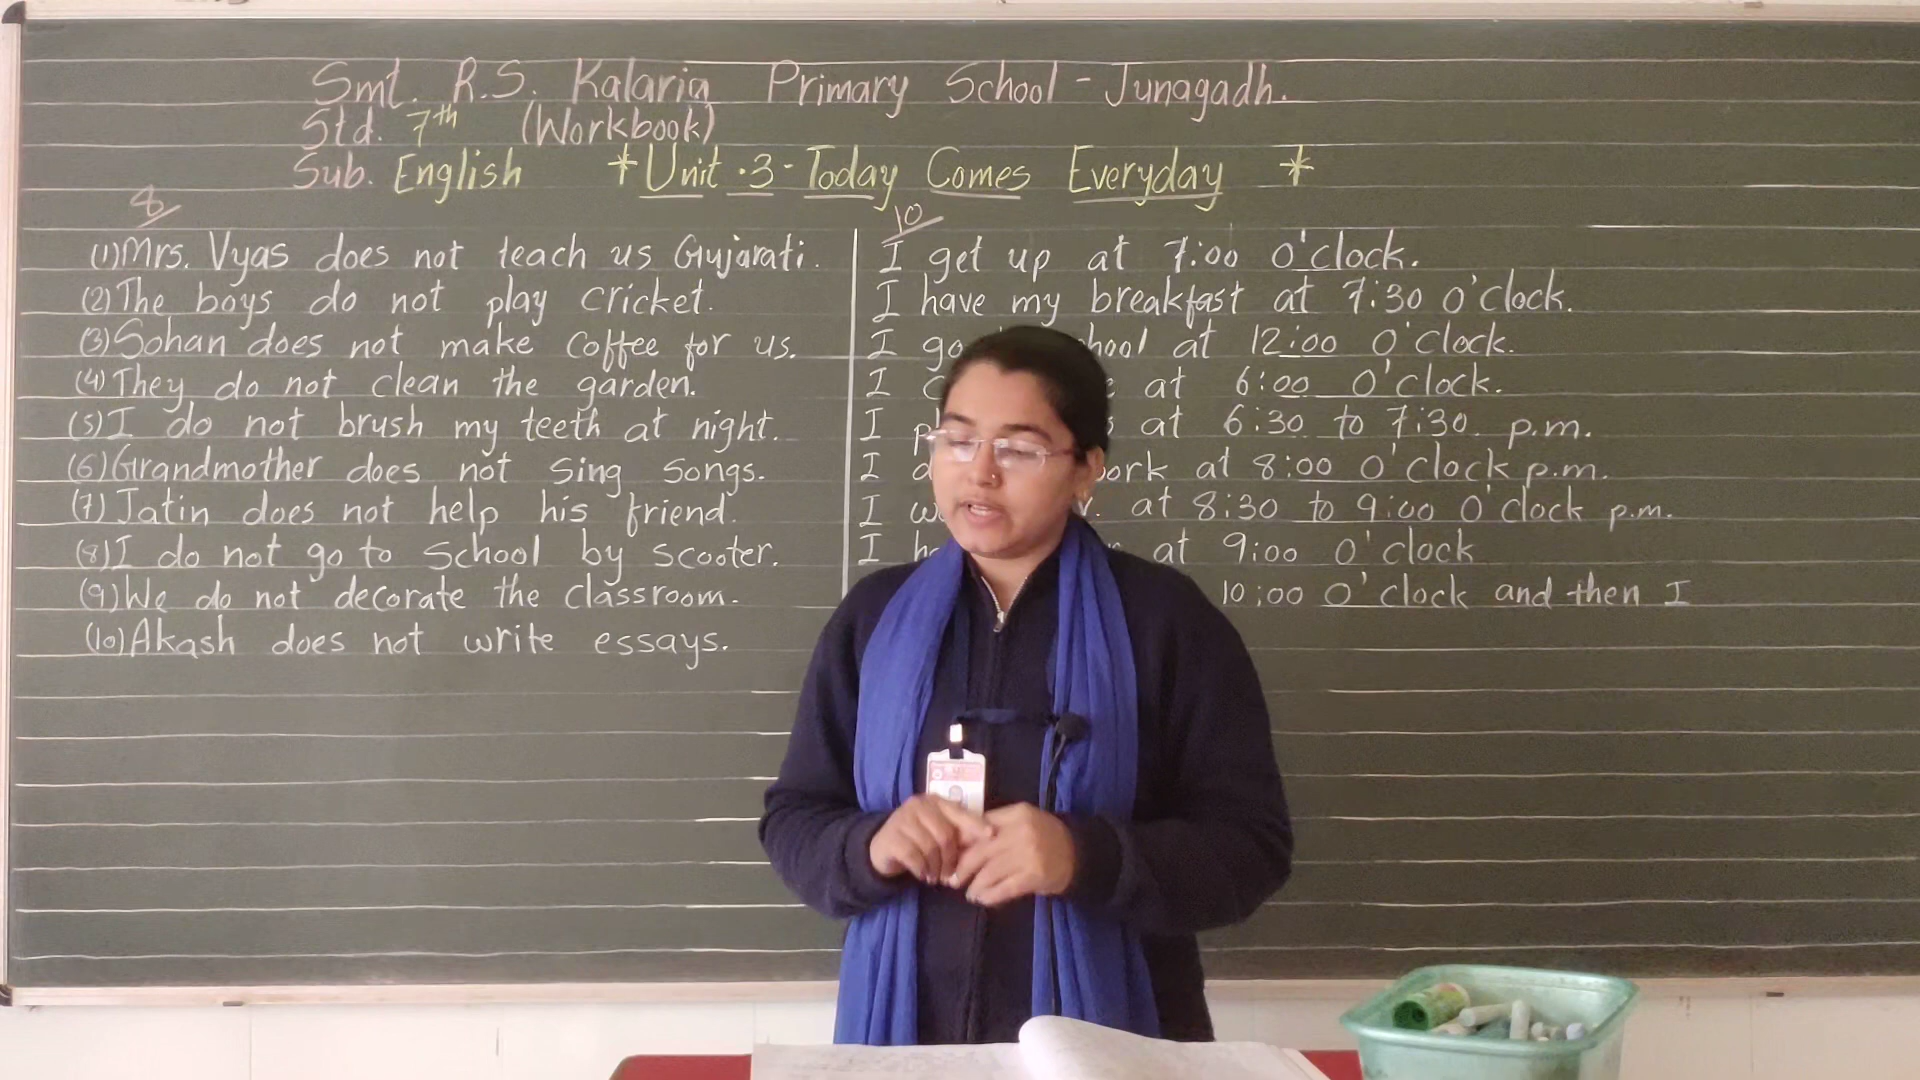 Smt. R.S. Kalaria Primary School - Junagadh.
Std. 7th (Workbook)
Sub. English * Unit .3 - Today Comes Everyday *
8
(1) Mrs. Vyas does not teach us Gujarati.
(2) The boys do not play cricket.
(3) Sohan does not make coffee for us.
(4) They do not clean the garden.
(5) I do not brush my teeth at night.
(6) Grandmother does not sing songs.
(7) Jatin does not help his friend.
(8) I do not go to school by scooter.
(9) We do not decorate the classroom.
(10) Akash does not write essays.
10
I get up at 7:00 O'clock.
I have my breakfast at 7:30 O'clock.
I go at 12:00 O'clock.
I at 6:00 O'clock.
I at 6:30 to 7:30 p.m.
I at 8:00 O'clock p.m.
I at 8:30 to 9:00 O'clock p.m.
I at 9:00 O'clock
10:00 O'clock and then I